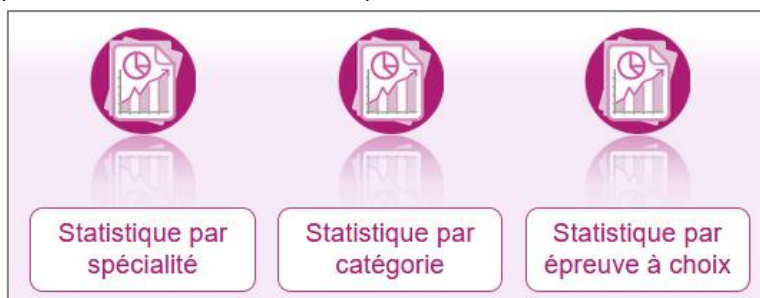 Statistique par
spécialité
Statistique par
catégorie
Statistique par
épreuve à choix